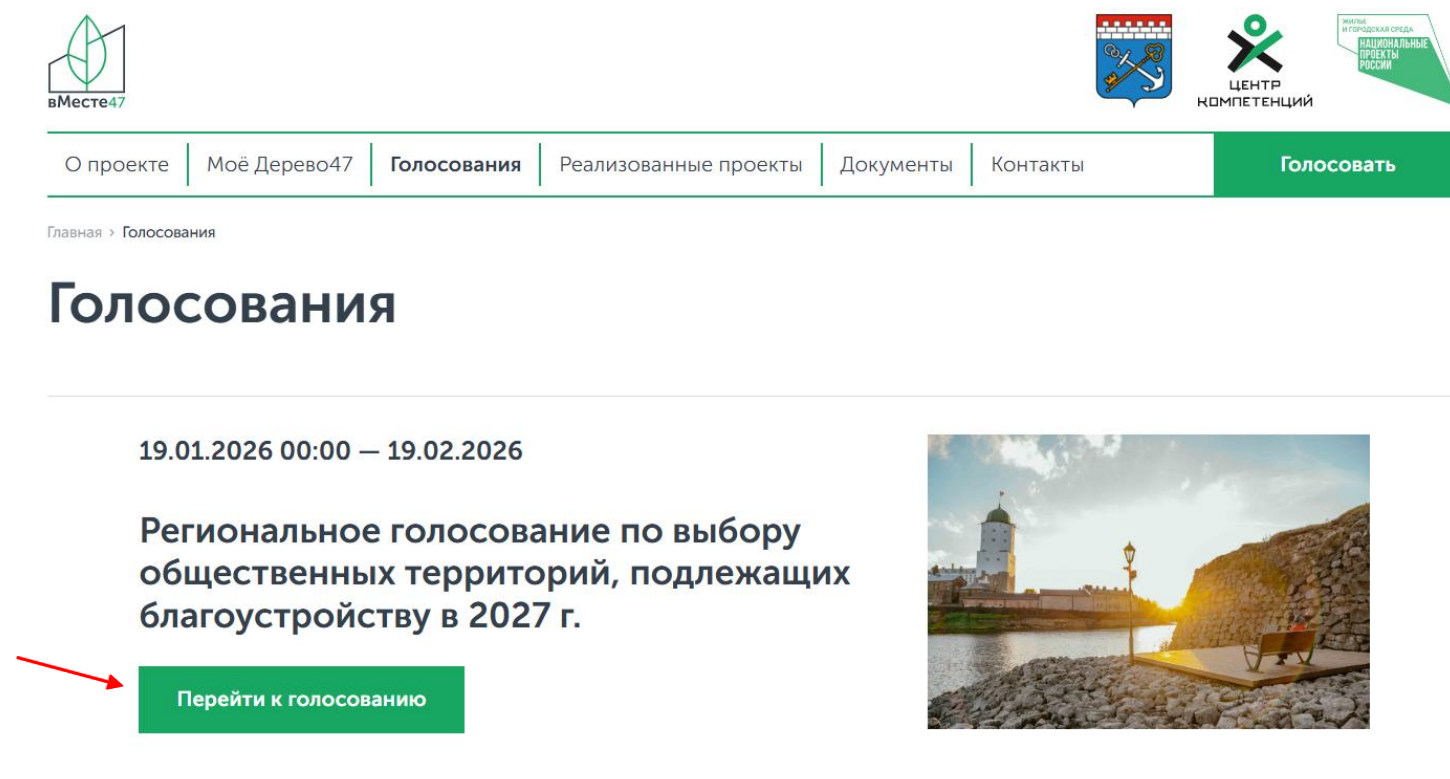 вМесте47
ЦЕНТР
КОМПЕТЕНЦИЙ
ЖИЛЬЕ
И ГОРОДСКАЯ СРЕДА
НАЦИОНАЛЬНЫЕ
ПРОЕКТЫ
РОССИИ
О проекте Моё Дерево47 Голосования Реализованные проекты Документы Контакты Голосовать
Главная › Голосования
Голосования
19.01.2026 00:00 — 19.02.2026
Региональное голосование по выбору
общественных территорий, подлежащих
благоустройству в 2027 г.
Перейти к голосованию